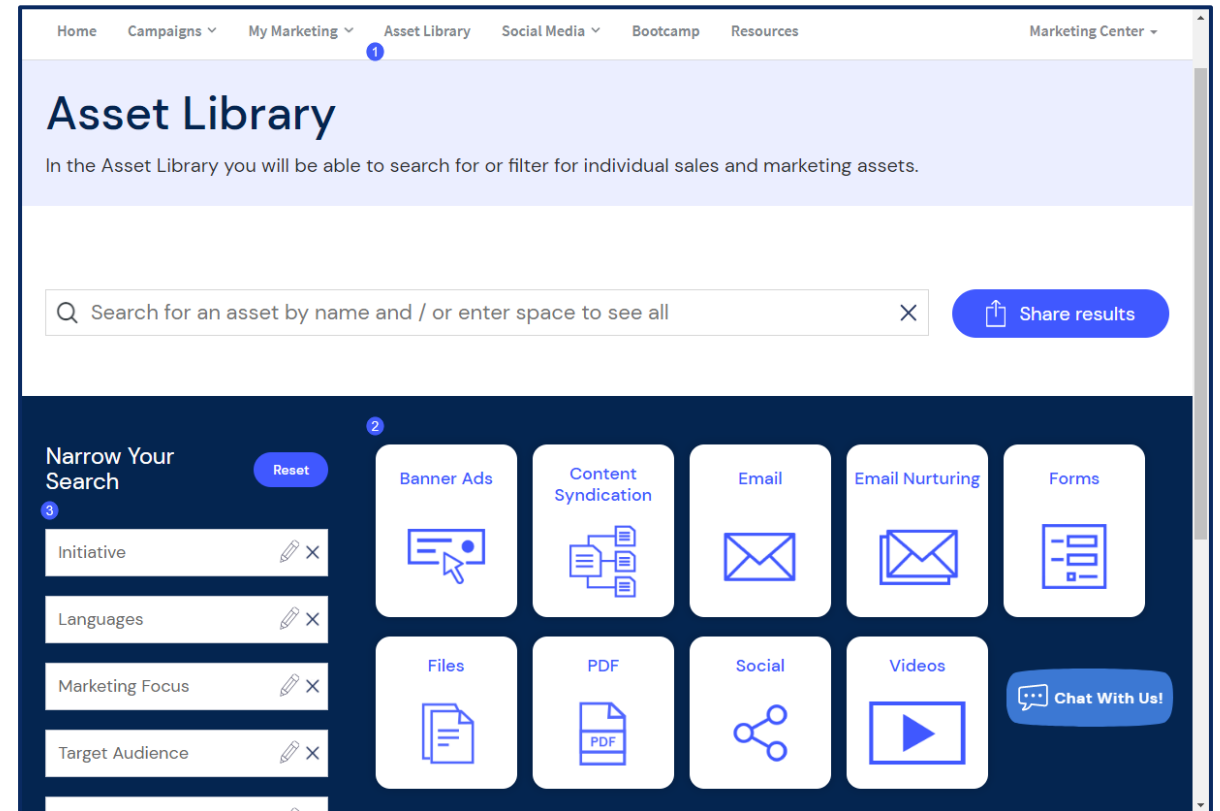 Home Campaigns My Marketing Asset Library Social Media Bootcamp Resources Marketing Center
1
Asset Library
In the Asset Library you will be able to search for or filter for individual sales and marketing assets.
Search for an asset by name and / or enter space to see all
Share results
2
Narrow Your
Search
Reset
3
Initiative
Languages
Marketing Focus
Target Audience
Banner Ads
Content
Syndication
Email
Email Nurturing
Forms
Files
PDF
PDF
Social
Videos
Chat With Us!